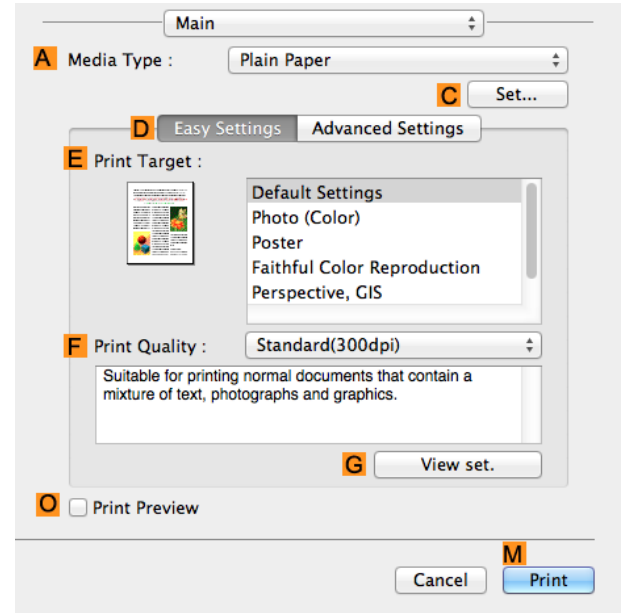 Main
A Media Type : Plain Paper
C Set...
D Easy Settings Advanced Settings
E Print Target :
Default Settings
Photo (Color)
Poster
Faithful Color Reproduction
Perspective, GIS
F Print Quality : Standard(300dpi)
Suitable for printing normal documents that contain a
mixture of text, photographs and graphics.
G View set.
O Print Preview
M
Cancel Print